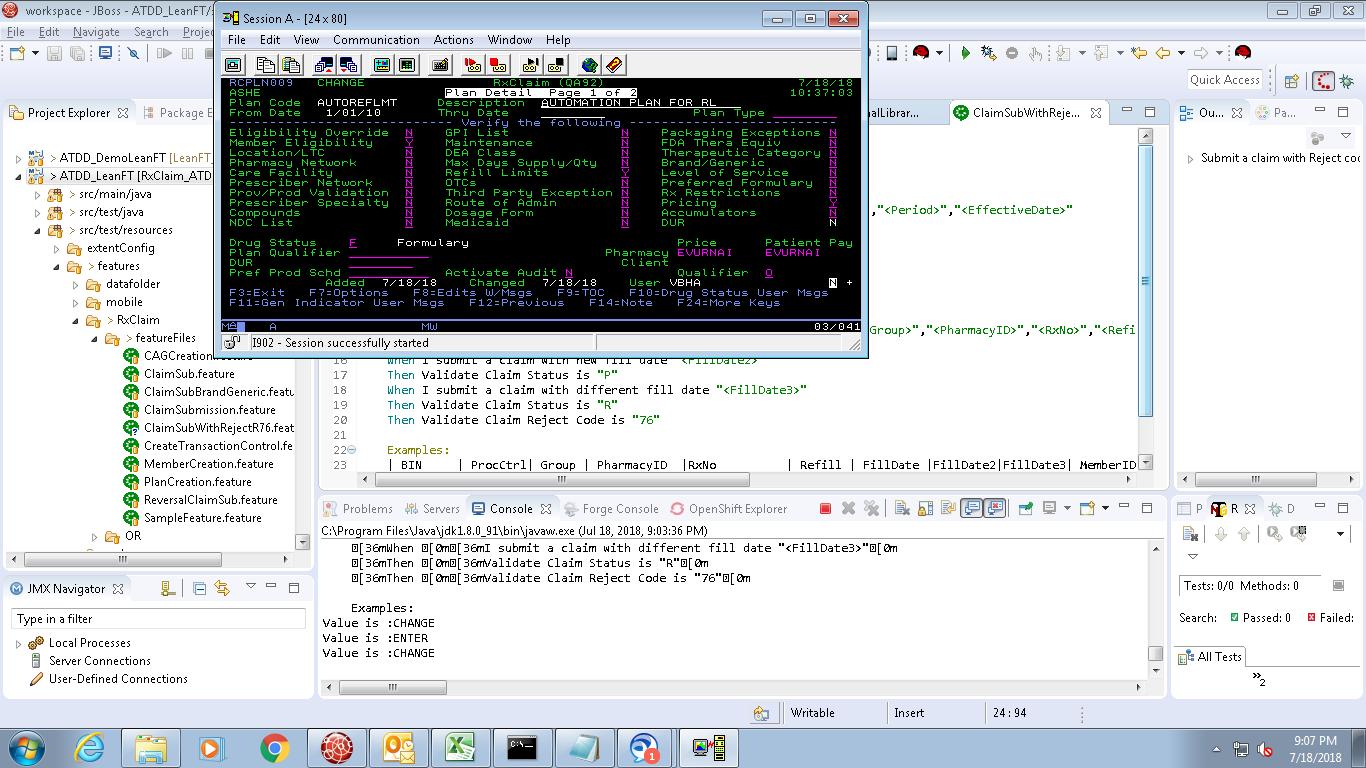 workspace - JBoss - ATDD_LeanFT/
File Edit Navigate Search Projec
Quick Access
Session A - [24 x 80]
File Edit View Communication Actions Window Help
RCPLN009 CHANGE RxClaim (QA92) 7/18/18
ASHE Plan Detail Page 1 of 2 10:37:03
Plan Code AUTOREFLMT Description AUTOMATION PLAN FOR RL
From Date 1/01/10 Thru Date Plan Type
Verify the following
Eligibility Override N GPI List N Packaging Exceptions N
Member Eligibility Y Maintenance N FDA Thera Equiv N
Location/LTC N DEA Class N Therapeutic Category N
Pharmacy Network N Max Days Supply/Qty N Brand/Generic N
Care Facility N Refill Limits Y Level of Service N
Prescriber Network N OTCs N Preferred Formulary N
Prov/Prod Validation N Third Party Exception N Rx Restrictions N
Prescriber Specialty N Route of Admin N Pricing Y
Compounds N Dosage Form N Accumulators N
NDC List N Medicaid N DUR N
Drug Status F Formulary Price Patient Pay
Plan Qualifier Pharmacy EVURNAI EVURNAI
DUR Client
Pref Prod Schd Activate Audit N Qualifier O
Added 7/18/18 Changed 7/18/18 User VBHA N +
F3=Exit F7=Options F8=Edits W/Msgs F9=TOC F10=Drug Status User Msgs
F11=Gen Indicator User Msgs F12=Previous F14=Note F24=More Keys
MA A MW 03/041
I902 - Session successfully started
Project Explorer Package E
> ATDD_DemoLeanFT [LeanFT_
> ATDD_LeanFT [RxClaim_ATD
> src/main/java
> src/test/java
> src/test/resources
extentConfig
> features
datafolder
mobile
> RxClaim
> featureFiles
CAGCreation.feature
ClaimSub.feature
ClaimSubBrandGeneric.featu
ClaimSubmission.feature
ClaimSubWithRejectR76.feat
CreateTransactionControl.fe
MemberCreation.feature
PlanCreation.feature
ReversalClaimSub.feature
SampleFeature.feature
OR
nalLibrar... ClaimSubWithReje...
,"<Period>","<EffectiveDate>"
Group>","<PharmacyID>","<RxNo>","<Refi
16 When I submit a claim with new fill date "<FillDate2>"
17 Then Validate Claim Status is "P"
18 When I submit a claim with different fill date "<FillDate3>"
19 Then Validate Claim Status is "R"
20 Then Validate Claim Reject Code is "76"
21
22 Examples:
23 | BIN | ProcCtrl| Group | PharmacyID |RxNo | Refill | FillDate |FillDate2|FillDate3| MemberID
Ou... Pa...
Submit a claim with Reject coc
JMX Navigator
Type in a filter
Local Processes
Server Connections
User-Defined Connections
Problems Servers Console Forge Console OpenShift Explorer
C:\Program Files\Java\jdk1.8.0_91\bin\javaw.exe (Jul 18, 2018, 9:03:36 PM)
[36mWhen [0m[36mI submit a claim with different fill date "<FillDate3>"[0m
[36mThen [0m[36mValidate Claim Status is "R"[0m
[36mThen [0m[36mValidate Claim Reject Code is "76"[0m
Examples:
Value is :CHANGE
Value is :ENTER
Value is :CHANGE
P R D
Tests: 0/0 Methods: 0
Search: Passed: 0 Failed:
All Tests
»2
Writable Insert 24 : 94
1
9:07 PM
7/18/2018